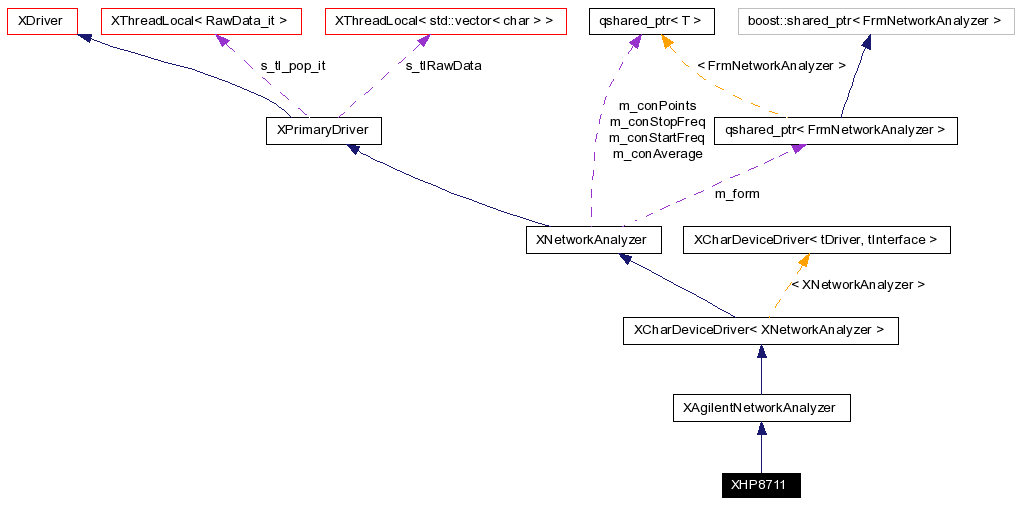 XDriver
XThreadLocal< RawData_it >
XThreadLocal< std::vector< char > >
qshared_ptr< T >
boost::shared_ptr< FrmNetworkAnalyzer >
s_tl_pop_it
s_tlRawData
< FrmNetworkAnalyzer >
m_conPoints
m_conStopFreq
m_conStartFreq
m_conAverage
XPrimaryDriver
qshared_ptr< FrmNetworkAnalyzer >
m_form
XNetworkAnalyzer
XCharDeviceDriver< tDriver, tInterface >
< XNetworkAnalyzer >
XCharDeviceDriver< XNetworkAnalyzer >
XAgilentNetworkAnalyzer
XHP8711